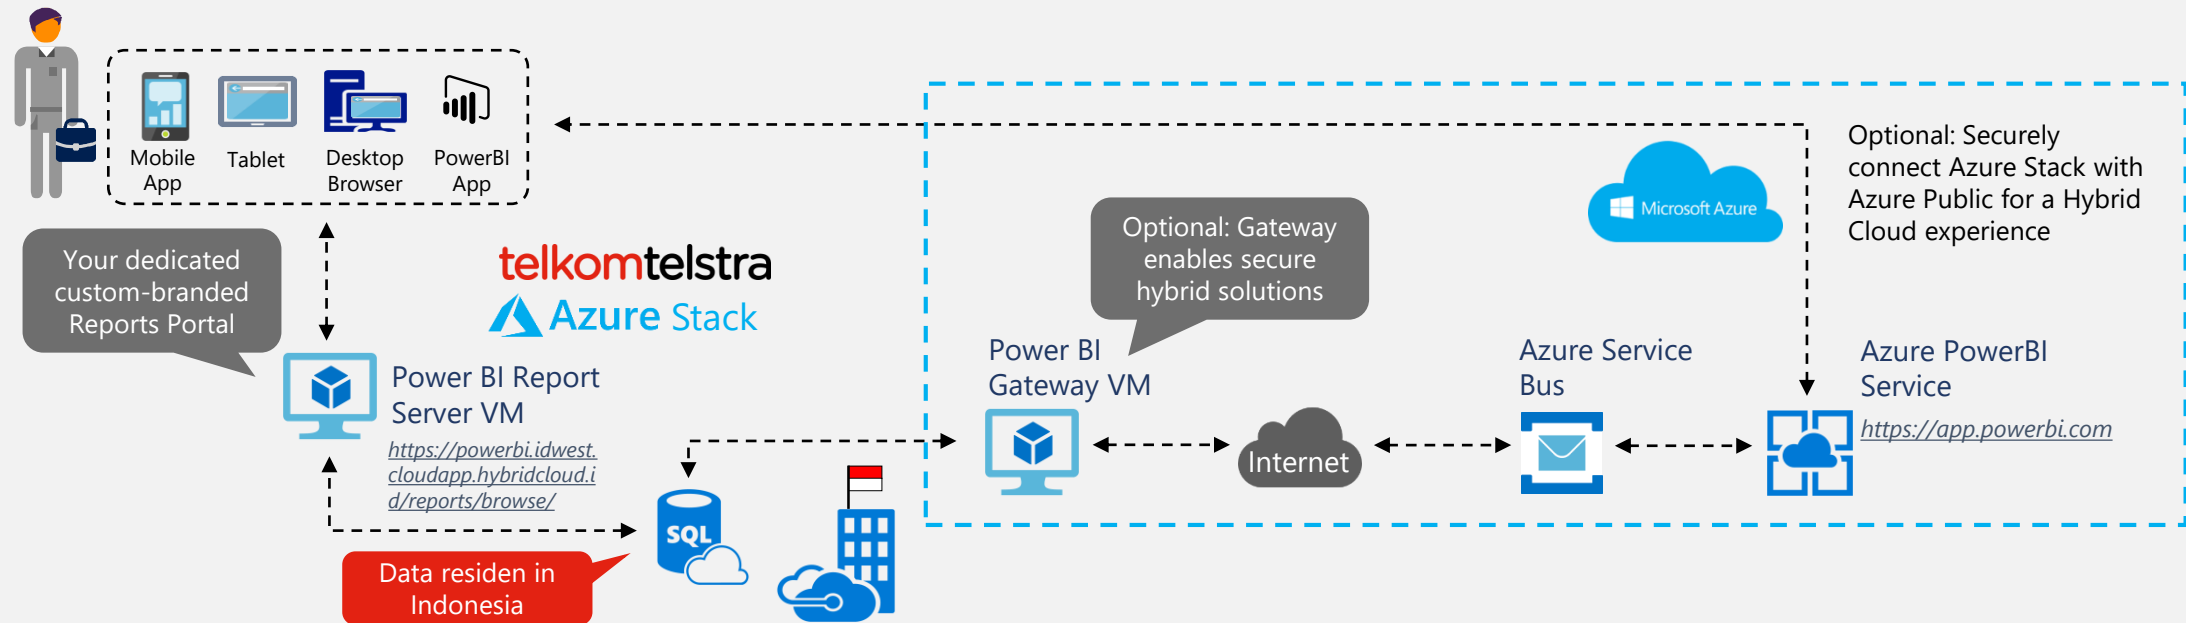 Mobile
App
Tablet
Desktop
Browser
PowerBI
App
Your dedicated
custom-branded
Reports Portal
telkomtelstra
Azure Stack
Power BI Report
Server VM
https://powerbi.idwest.
cloudapp.hybridcloud.i
d/reports/browse/
SQL
Data residen in
Indonesia
Optional: Gateway
enables secure
hybrid solutions
Power BI
Gateway VM
Internet
Microsoft Azure
Optional: Securely
connect Azure Stack with
Azure Public for a Hybrid
Cloud experience
Azure Service
Bus
Azure PowerBI
Service
https://app.powerbi.com